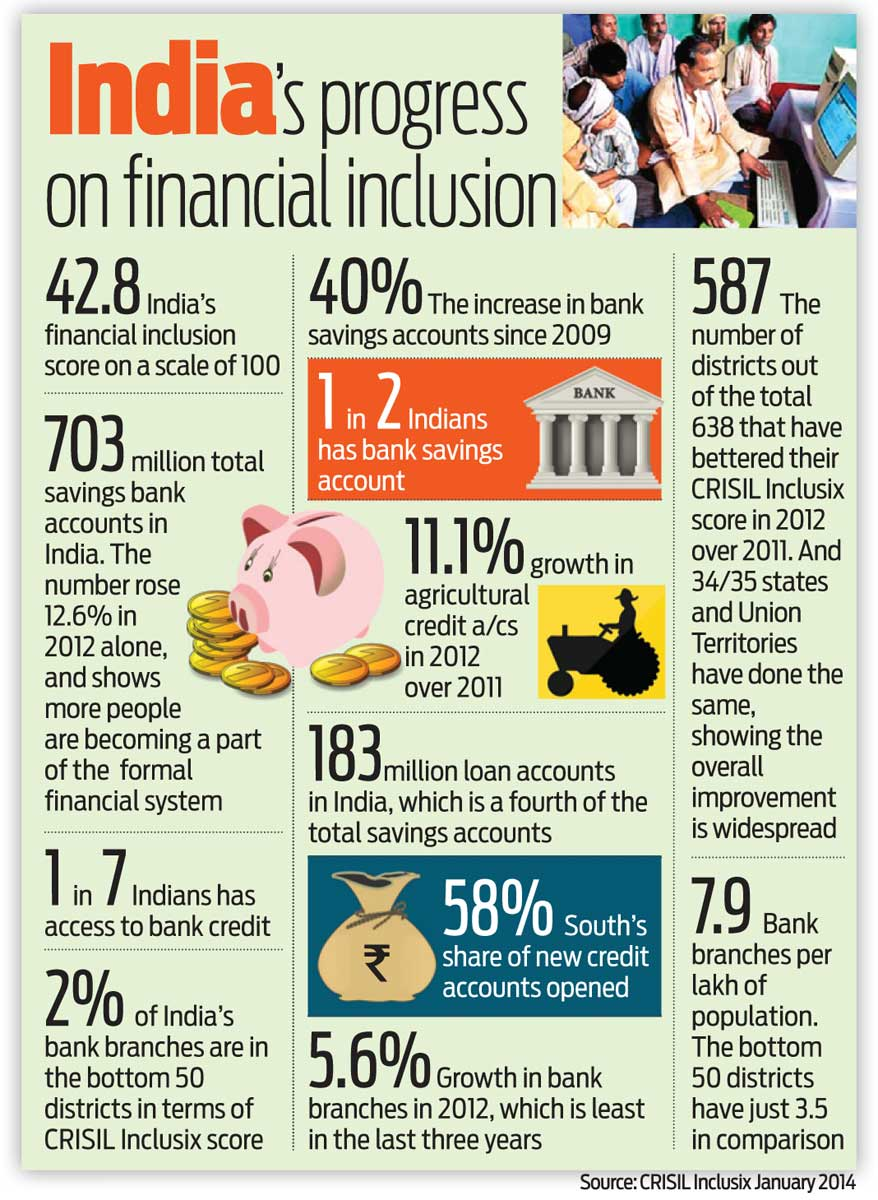 India's progress
on financial inclusion
42.8 India's
financial inclusion
score on a scale of 100
703 million total
savings bank
accounts in
India. The
number rose
12.6% in
2012 alone,
and shows
more people
are becoming a part
of the formal
financial system
1 in 7 Indians has
access to bank credit
2% of India's
bank branches are in
the bottom 50
districts in terms of
CRISIL Inclusix score
40% The increase in bank
savings accounts since 2009
1 in 2 Indians
has bank savings
account
BANK
11.1% growth in
agricultural
credit a/cs
in 2012
over 2011
183 million loan accounts
in India, which is a fourth of the
total savings accounts
₹
58% South's
share of new credit
accounts opened
5.6% Growth in bank
branches in 2012, which is least
in the last three years
587 The
number of
districts out
of the total
638 that have
bettered their
CRISIL Inclusix
score in 2012
over 2011. And
34/35 states
and Union
Territories
have done the
same,
showing the
overall
improvement
is widespread
7.9 Bank
branches per
lakh of
population.
The bottom
50 districts
have just 3.5
in comparison
Source: CRISIL Inclusix January 2014